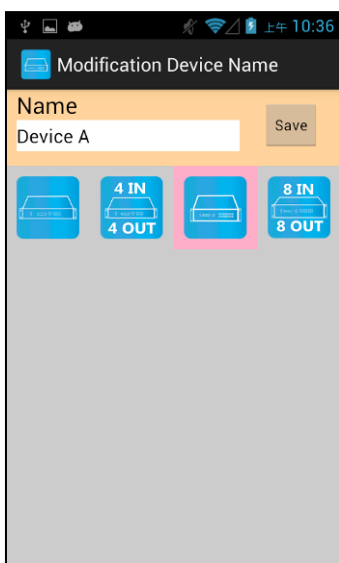 上午 10:36
Modification Device Name
Name
Device A
Save
4 IN
4 OUT
8 IN
8 OUT